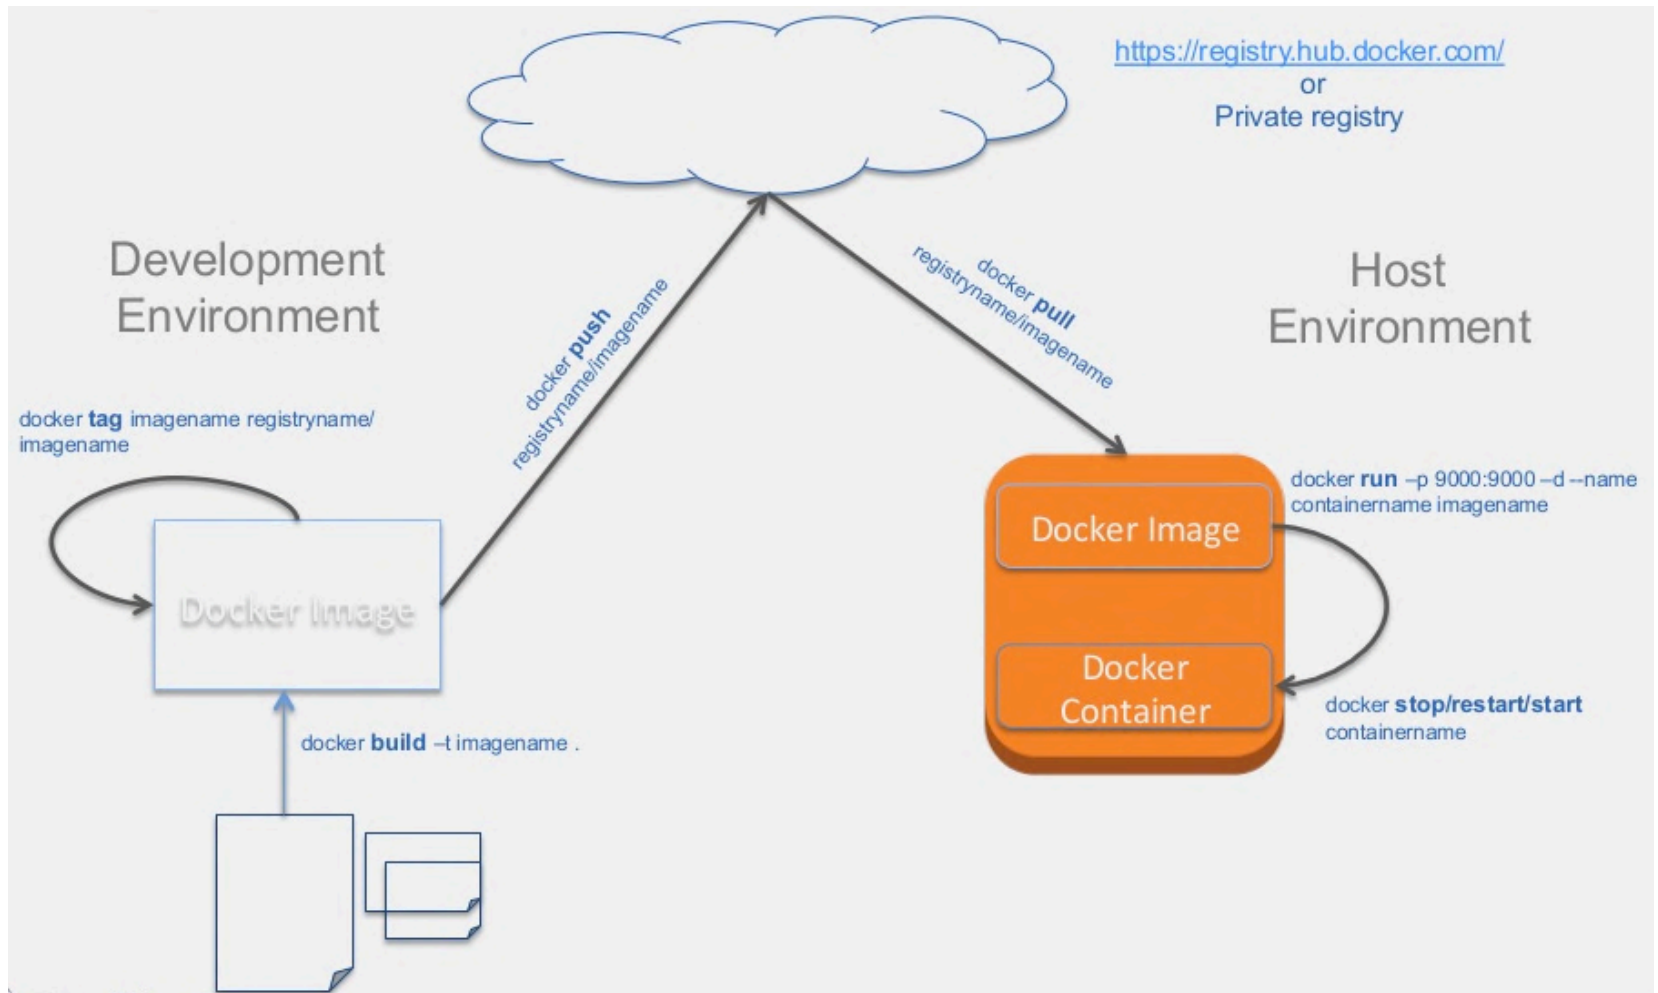 https://registry.hub.docker.com/
or
Private registry
Development
Environment
Host
Environment
docker push
registryname/imagename
docker pull
registryname/imagename
docker tag imagename registryname/
imagename
Docker Image
docker build –t imagename .
Docker Image
docker run –p 9000:9000 –d --name
containername imagename
Docker
Container
docker stop/restart/start
containername